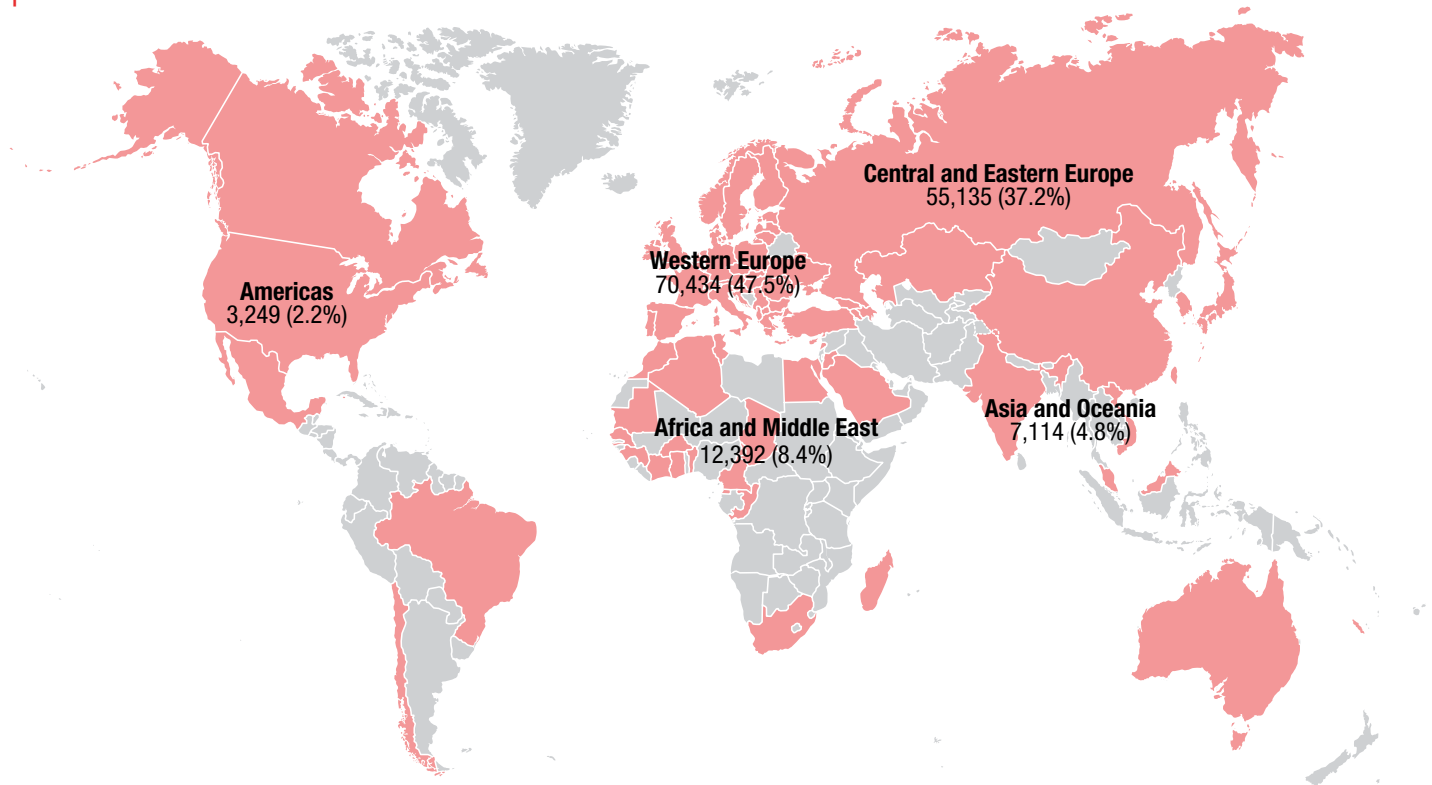 Central and Eastern Europe
55,135 (37.2%)
Western Europe
70,434 (47.5%)
Americas
3,249 (2.2%)
Asia and Oceania
7,114 (4.8%)
Africa and Middle East
12,392 (8.4%)